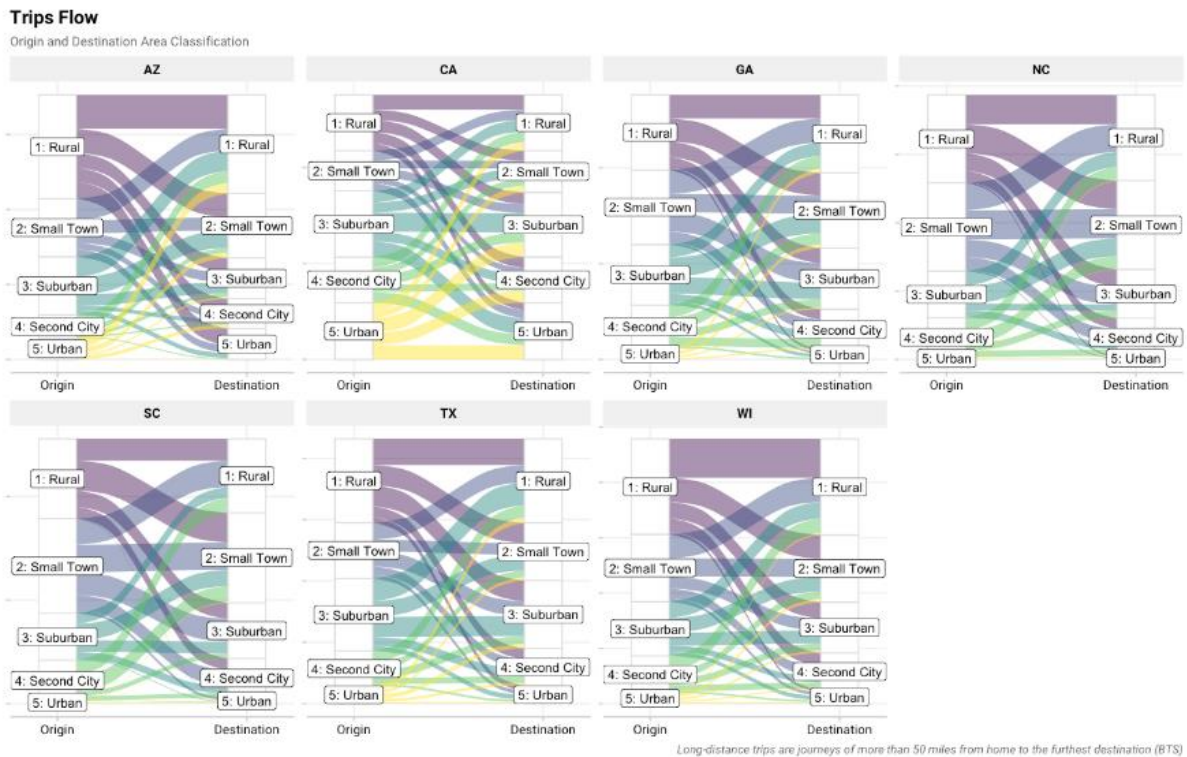 Trips Flow
Origin and Destination Area Classification
AZ
1: Rural
2: Small Town
3: Suburban
4: Second City
5: Urban
1: Rural
2: Small Town
3: Suburban
4: Second City
5: Urban
Origin Destination
CA
1: Rural
2: Small Town
3: Suburban
4: Second City
5: Urban
1: Rural
2: Small Town
3: Suburban
4: Second City
5: Urban
Origin Destination
GA
1: Rural
2: Small Town
3: Suburban
4: Second City
5: Urban
1: Rural
2: Small Town
3: Suburban
4: Second City
5: Urban
Origin Destination
NC
1: Rural
2: Small Town
3: Suburban
4: Second City
5: Urban
1: Rural
2: Small Town
3: Suburban
4: Second City
5: Urban
Origin Destination
SC
1: Rural
2: Small Town
3: Suburban
4: Second City
5: Urban
1: Rural
2: Small Town
3: Suburban
4: Second City
5: Urban
Origin Destination
TX
1: Rural
2: Small Town
3: Suburban
4: Second City
5: Urban
1: Rural
2: Small Town
3: Suburban
4: Second City
5: Urban
Origin Destination
WI
1: Rural
2: Small Town
3: Suburban
4: Second City
5: Urban
1: Rural
2: Small Town
3: Suburban
4: Second City
5: Urban
Origin Destination
Long-distance trips are journeys of more than 50 miles from home to the furthest destination (BTS)